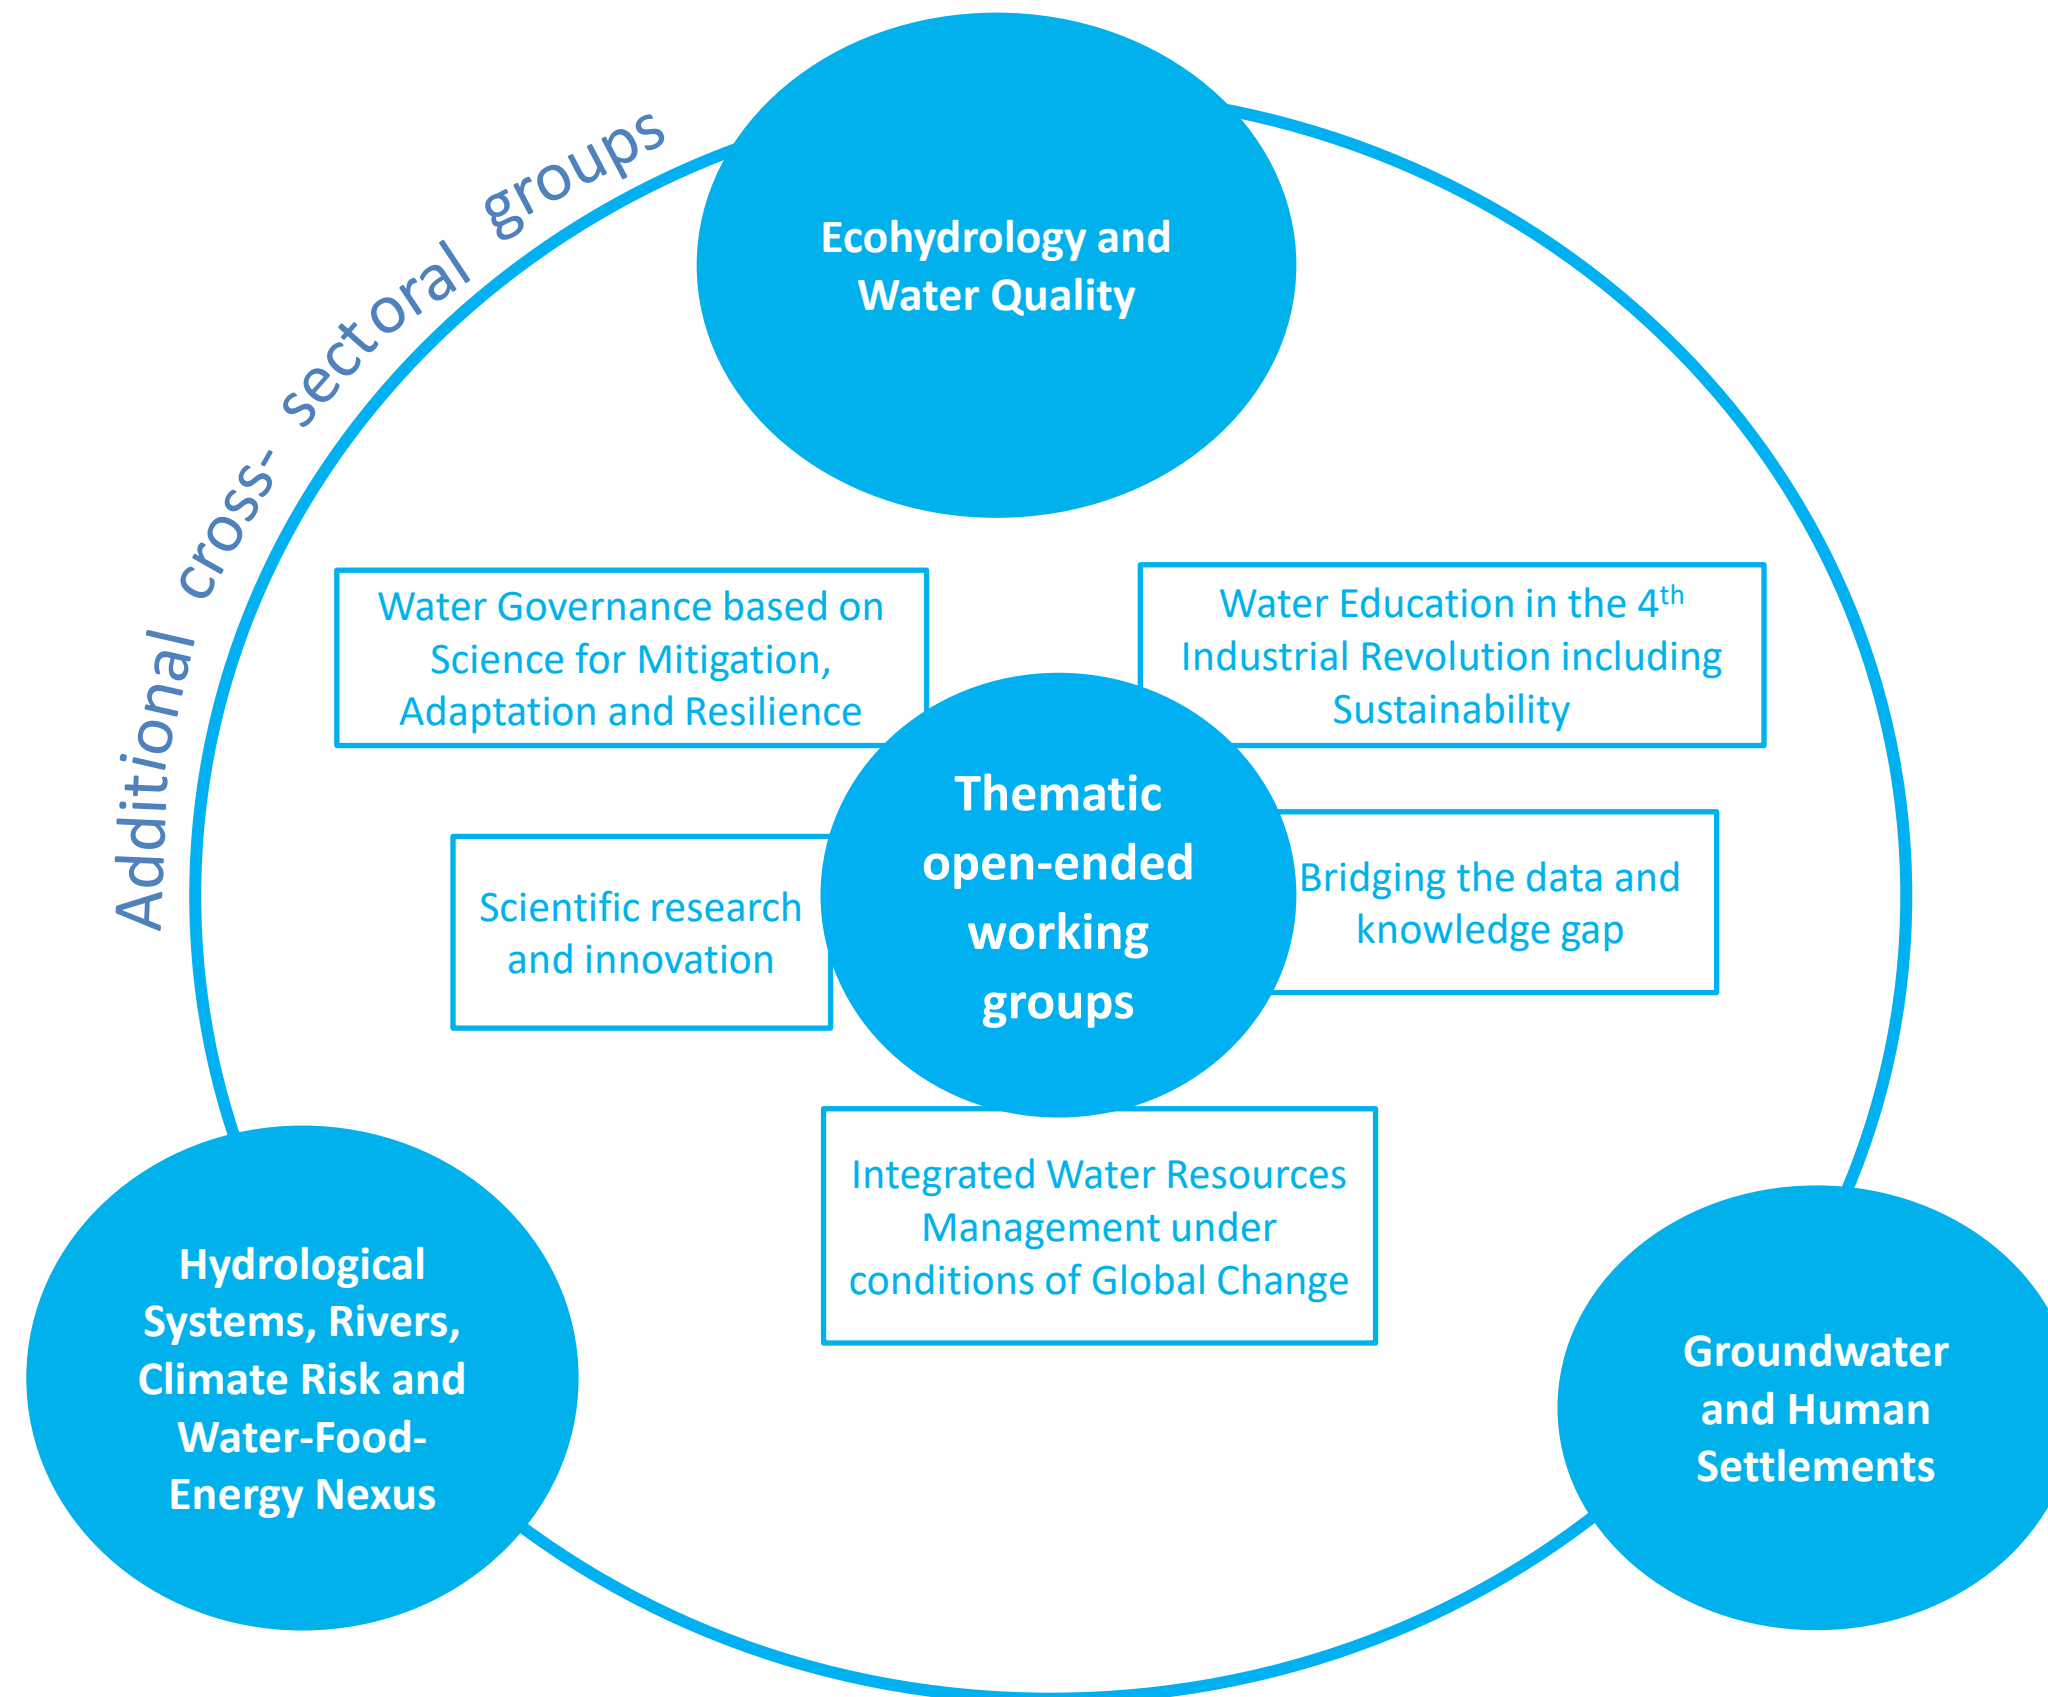 Additional cross- sectoral groups
Ecohydrology and
Water Quality
Water Governance based on
Science for Mitigation,
Adaptation and Resilience
Water Education in the 4th
Industrial Revolution including
Sustainability
Thematic
open-ended
working
groups
Scientific research
and innovation
Bridging the data and
knowledge gap
Integrated Water Resources
Management under
conditions of Global Change
Hydrological
Systems, Rivers,
Climate Risk and
Water-Food-
Energy Nexus
Groundwater
and Human
Settlements